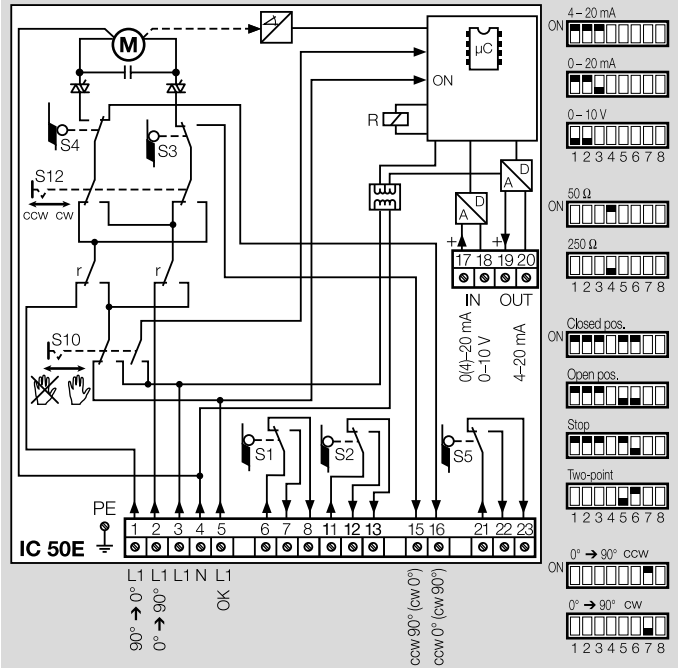 M
µC
ON
R
S4
S3
S12
ccw cw
r
r
S10
A D
A D
+
+
17 18 19 20
IN OUT
0(4)–20 mA
0–10 V
4–20 mA
S1
S2
S5
PE
1 2 3 4 5 6 7 8 11 12 13 15 16 21 22 23
IC 50E
L1 L1 L1 N L1
90° → 0°
0° → 90°
OK
ccw 90° (cw 0°)
ccw 0° (cw 90°)
4–20 mA
ON
0–20 mA
0–10 V
1 2 3 4 5 6 7 8
50 Ω
ON
250 Ω
1 2 3 4 5 6 7 8
Closed pos.
ON
Open pos.
Stop
Two-point
1 2 3 4 5 6 7 8
0° → 90° ccw
ON
0° → 90° cw
1 2 3 4 5 6 7 8